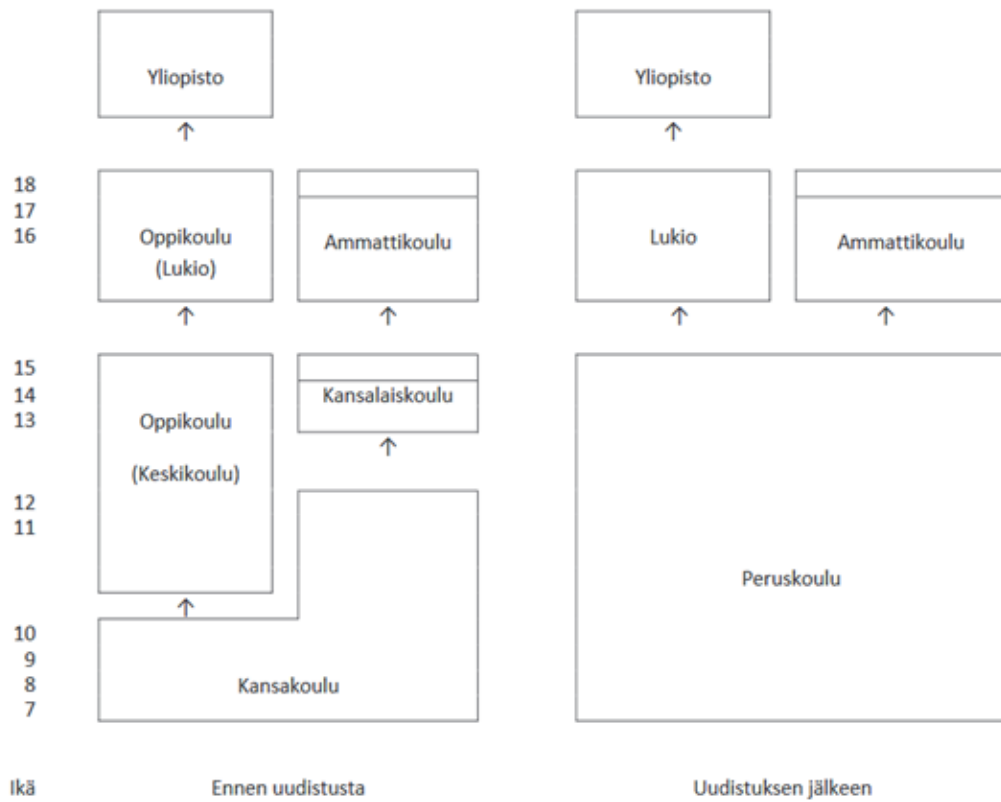 Yliopisto
Yliopisto
↑
↑
18
17
16
Oppikoulu
(Lukio)
Ammattikoulu
Lukio
Ammattikoulu
↑
↑
↑
↑
15
14
13
Oppikoulu
(Keskikoulu)
Kansalaiskoulu
↑
12
11
Peruskoulu
↑
10
9
8
7
Kansakoulu
Ikä
Ennen uudistusta
Uudistuksen jälkeen